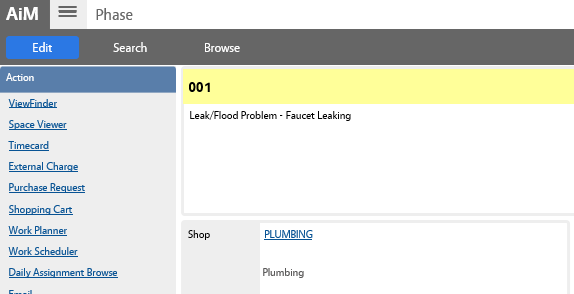 AiM Phase
Edit Search Browse
Action
ViewFinder
Space Viewer
Timecard
External Charge
Purchase Request
Shopping Cart
Work Planner
Work Scheduler
Daily Assignment Browse
Email
001
Leak/Flood Problem - Faucet Leaking
Shop PLUMBING
Plumbing